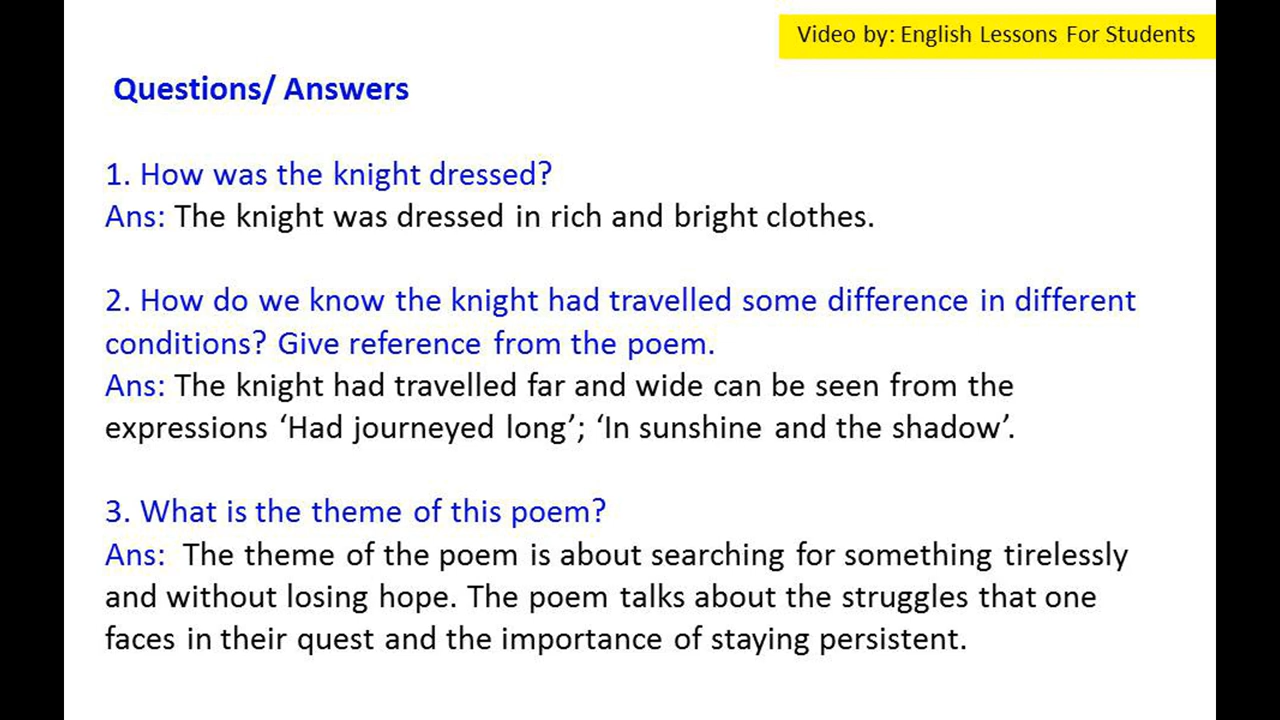 Video by: English Lessons For Students
Questions/ Answers
1. How was the knight dressed?
Ans: The knight was dressed in rich and bright clothes.
2. How do we know the knight had travelled some difference in different
conditions? Give reference from the poem.
Ans: The knight had travelled far and wide can be seen from the
expressions ‘Had journeyed long’; ‘In sunshine and the shadow’.
3. What is the theme of this poem?
Ans: The theme of the poem is about searching for something tirelessly
and without losing hope. The poem talks about the struggles that one
faces in their quest and the importance of staying persistent.